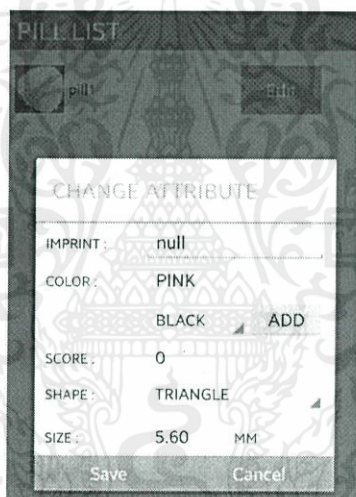 PILL LIST
pill1 Edit
CHANGE ATTRIBUTE
IMPRINT : null
COLOR : PINK
BLACK ADD
SCORE : 0
SHAPE : TRIANGLE
SIZE : 5.60 MM
Save Cancel